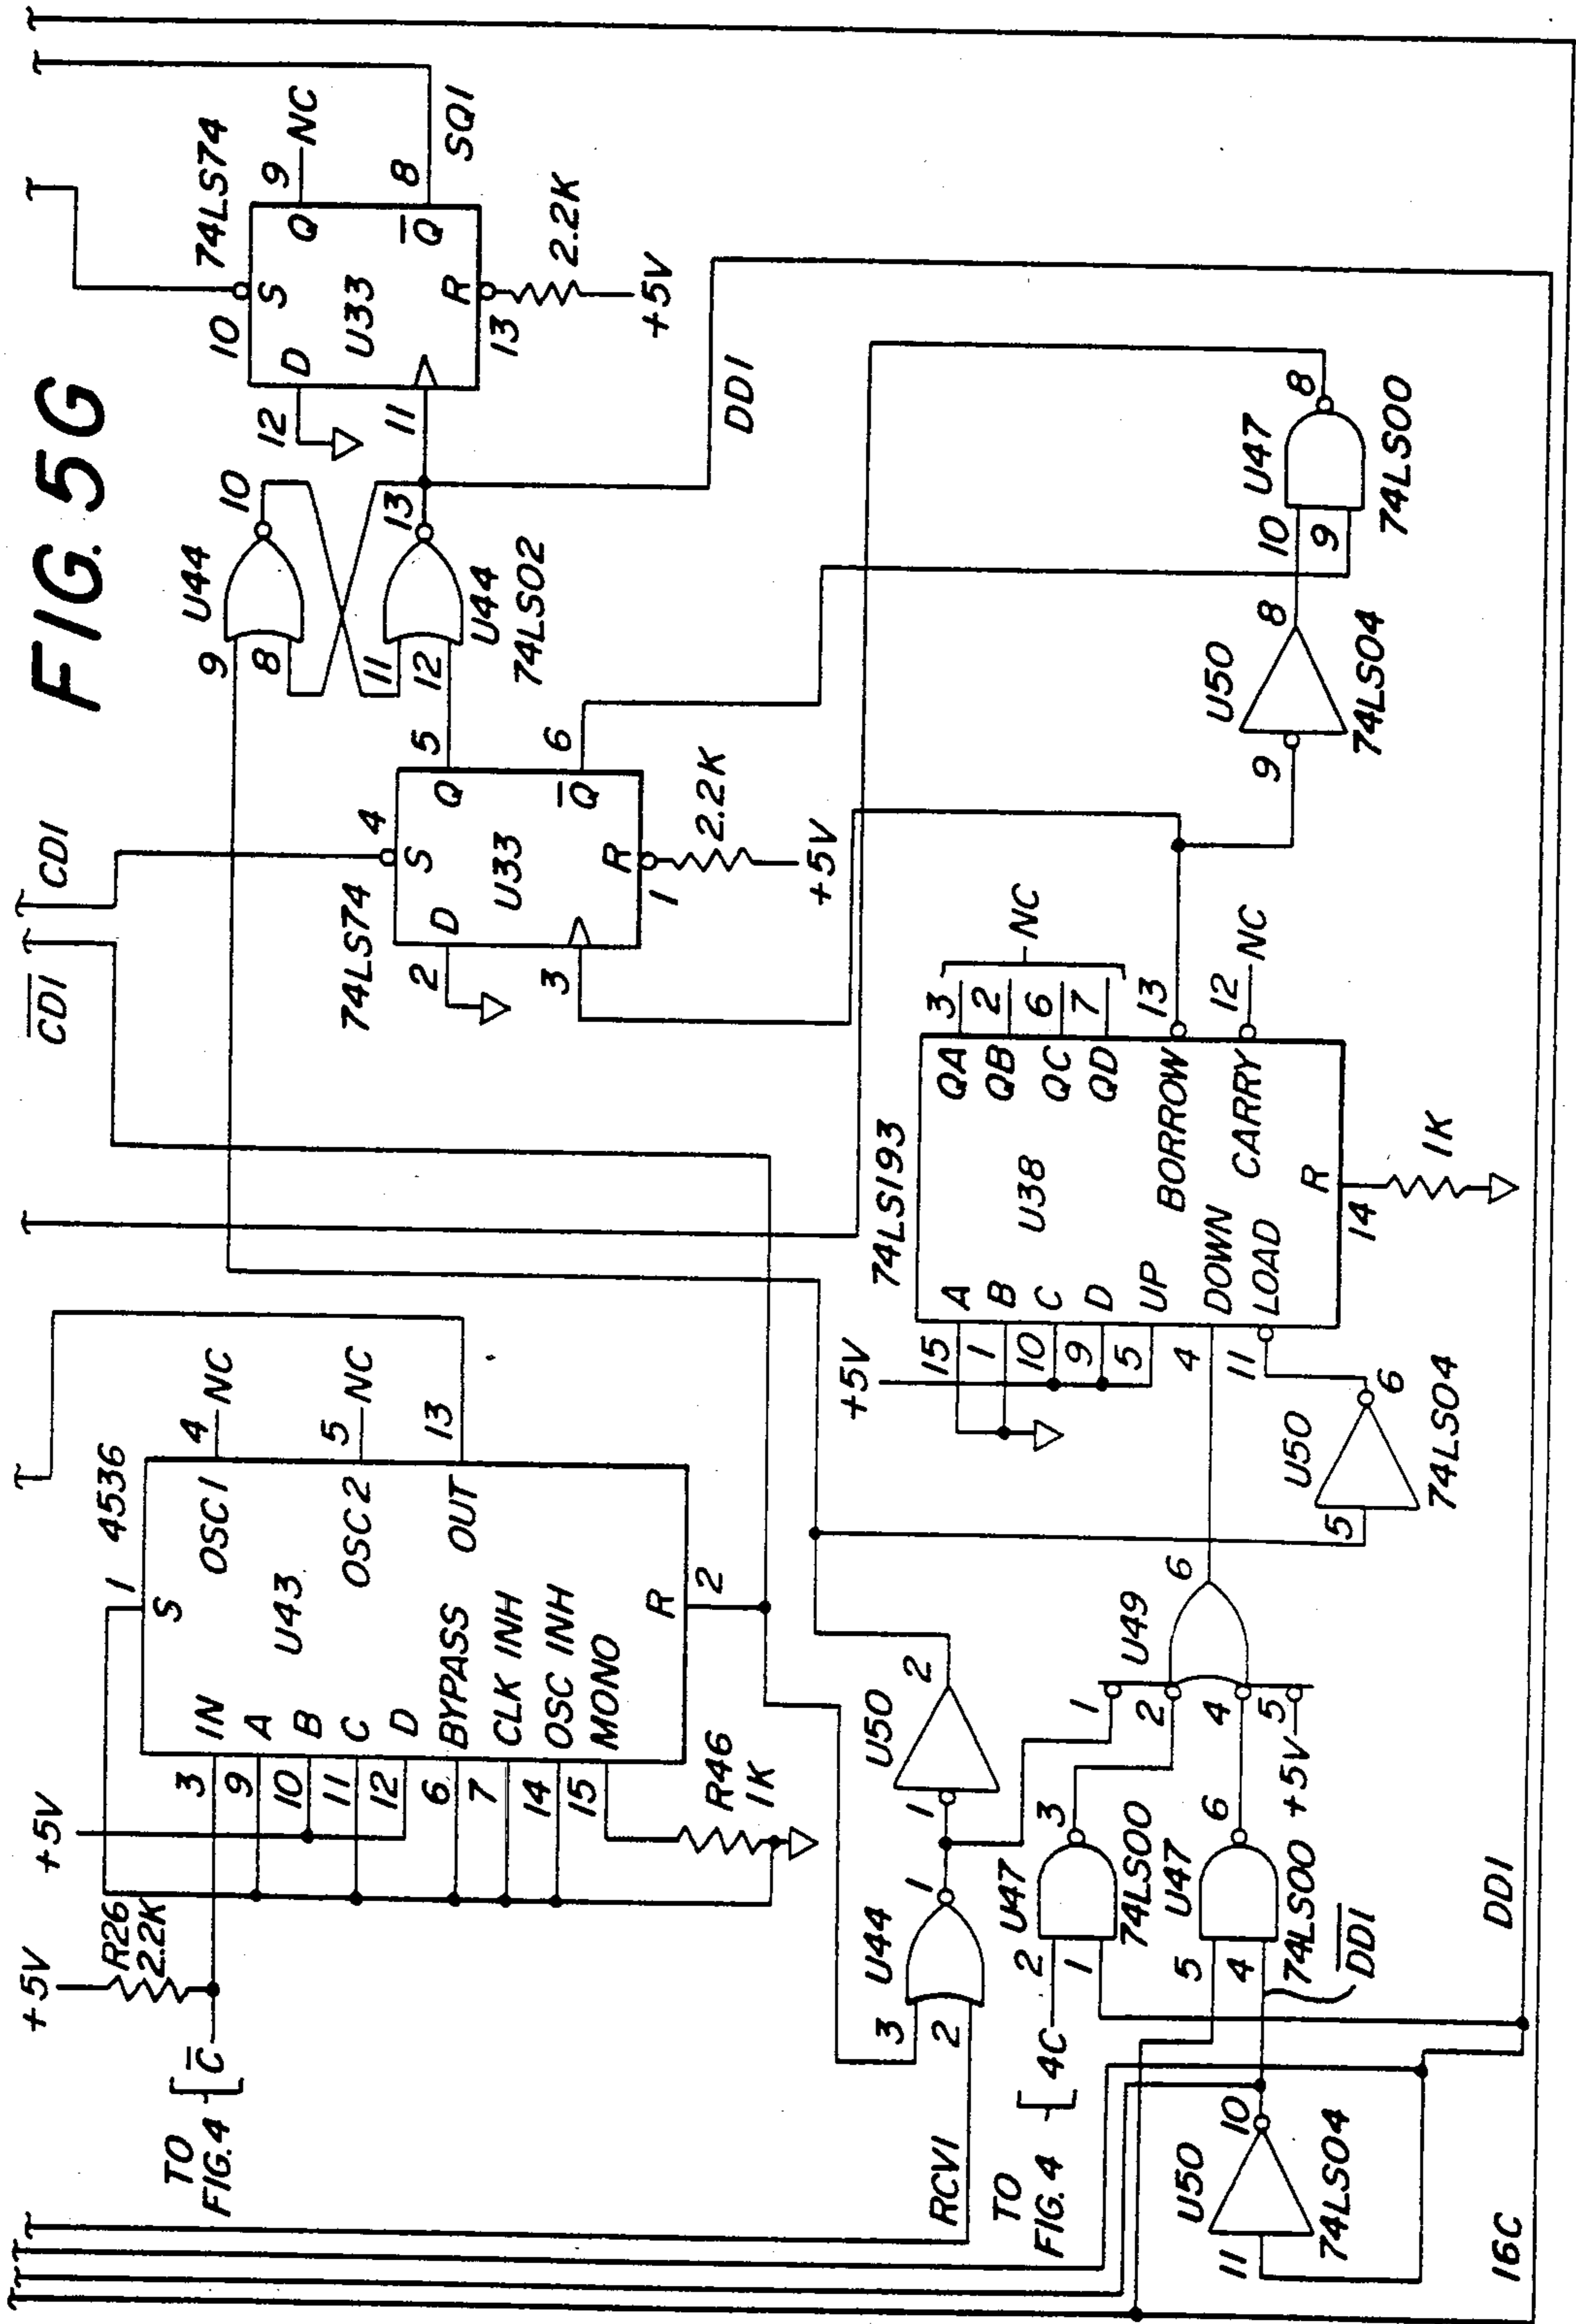 FIG. 5G
+5V
R26
2.2K
+5V
4536
1
S
U43
IN
A
B
C
D
BYPASS
CLK INH
OSC INH
MONO
OSC1
OSC2
OUT
R
3
9
10
11
12
6
7
14
15
4
NC
5
NC
13
2
R46
1K
TO
FIG.4
C̅
C̅D̅I̅
CDI
74LS74
4
S
D
U33
Q
Q̅
R
2
3
5
6
1
2.2K
+5V
U44
9
8
10
11
12
13
U44
74LS02
74LS74
10
S
D
U33
Q
Q̅
R
12
11
9
NC
8
SQ1
13
2.2K
+5V
DDI
RCVI
3
2
U44
1
1
U50
2
TO
FIG. 4
4C
2
1
U47
3
74LS00
5
4
U47
6
74LS00
D̅D̅I̅
1
2
4
5
+5V
U49
6
11
U50
10
74LS04
16C
DDI
5
U50
6
74LS04
+5V
74LS193
15
1
10
9
5
4
11
A
B
C
D
UP
DOWN
LOAD
U38
QA
QB
QC
QD
BORROW
CARRY
R
3
2
6
7
NC
13
12
NC
14
1K
9
U50
8
74LS04
10
9
U47
8
74LS00